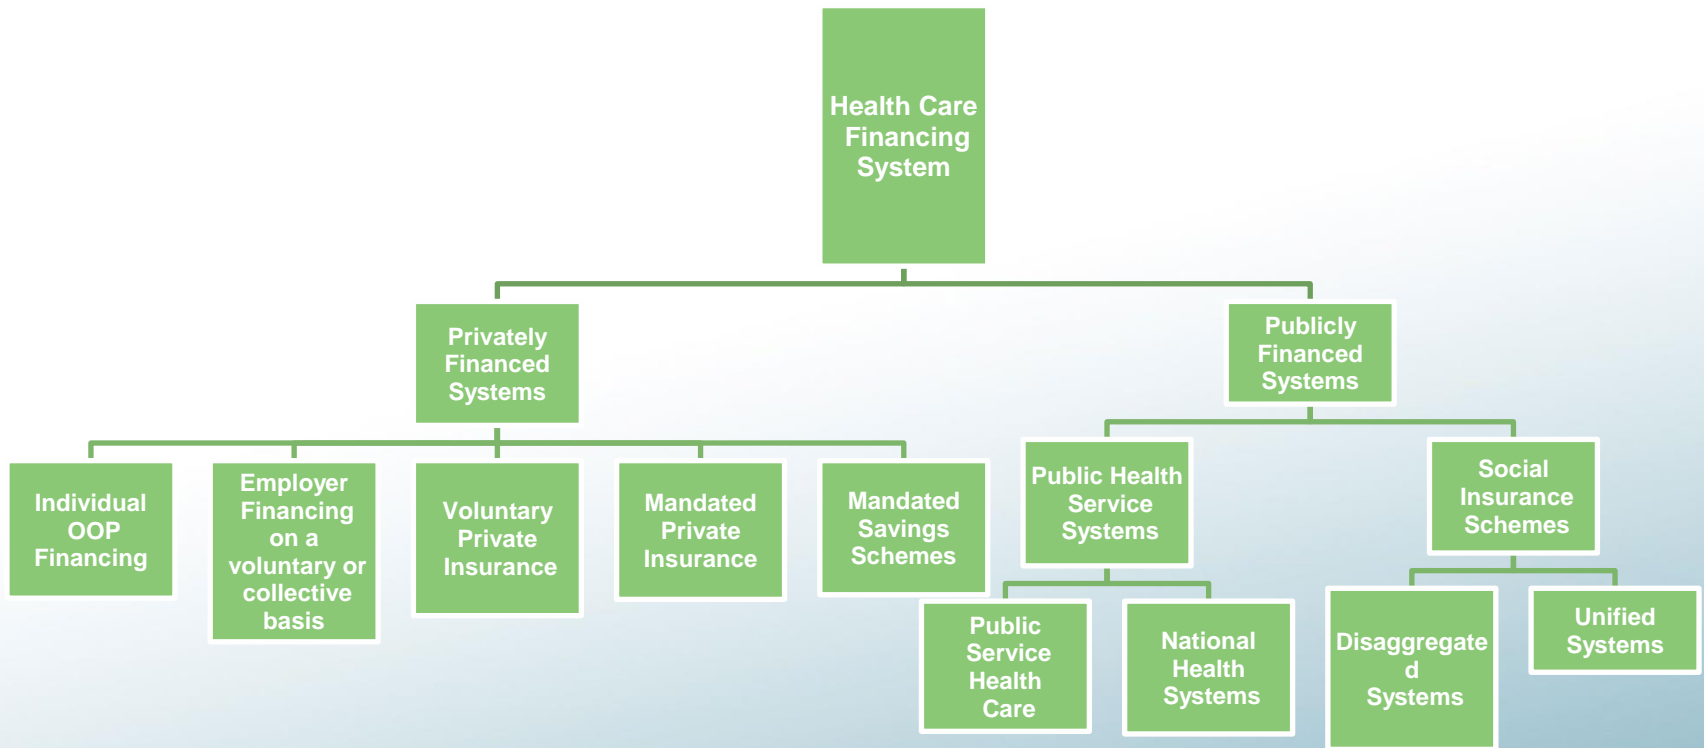 Health Care
Financing
System
Privately
Financed
Systems
Publicly
Financed
Systems
Individual
OOP
Financing
Employer
Financing
on a
voluntary or
collective
basis
Voluntary
Private
Insurance
Mandated
Private
Insurance
Mandated
Savings
Schemes
Public Health
Service
Systems
Social
Insurance
Schemes
Public
Service
Health
Care
National
Health
Systems
Disaggregate
d
Systems
Unified
Systems